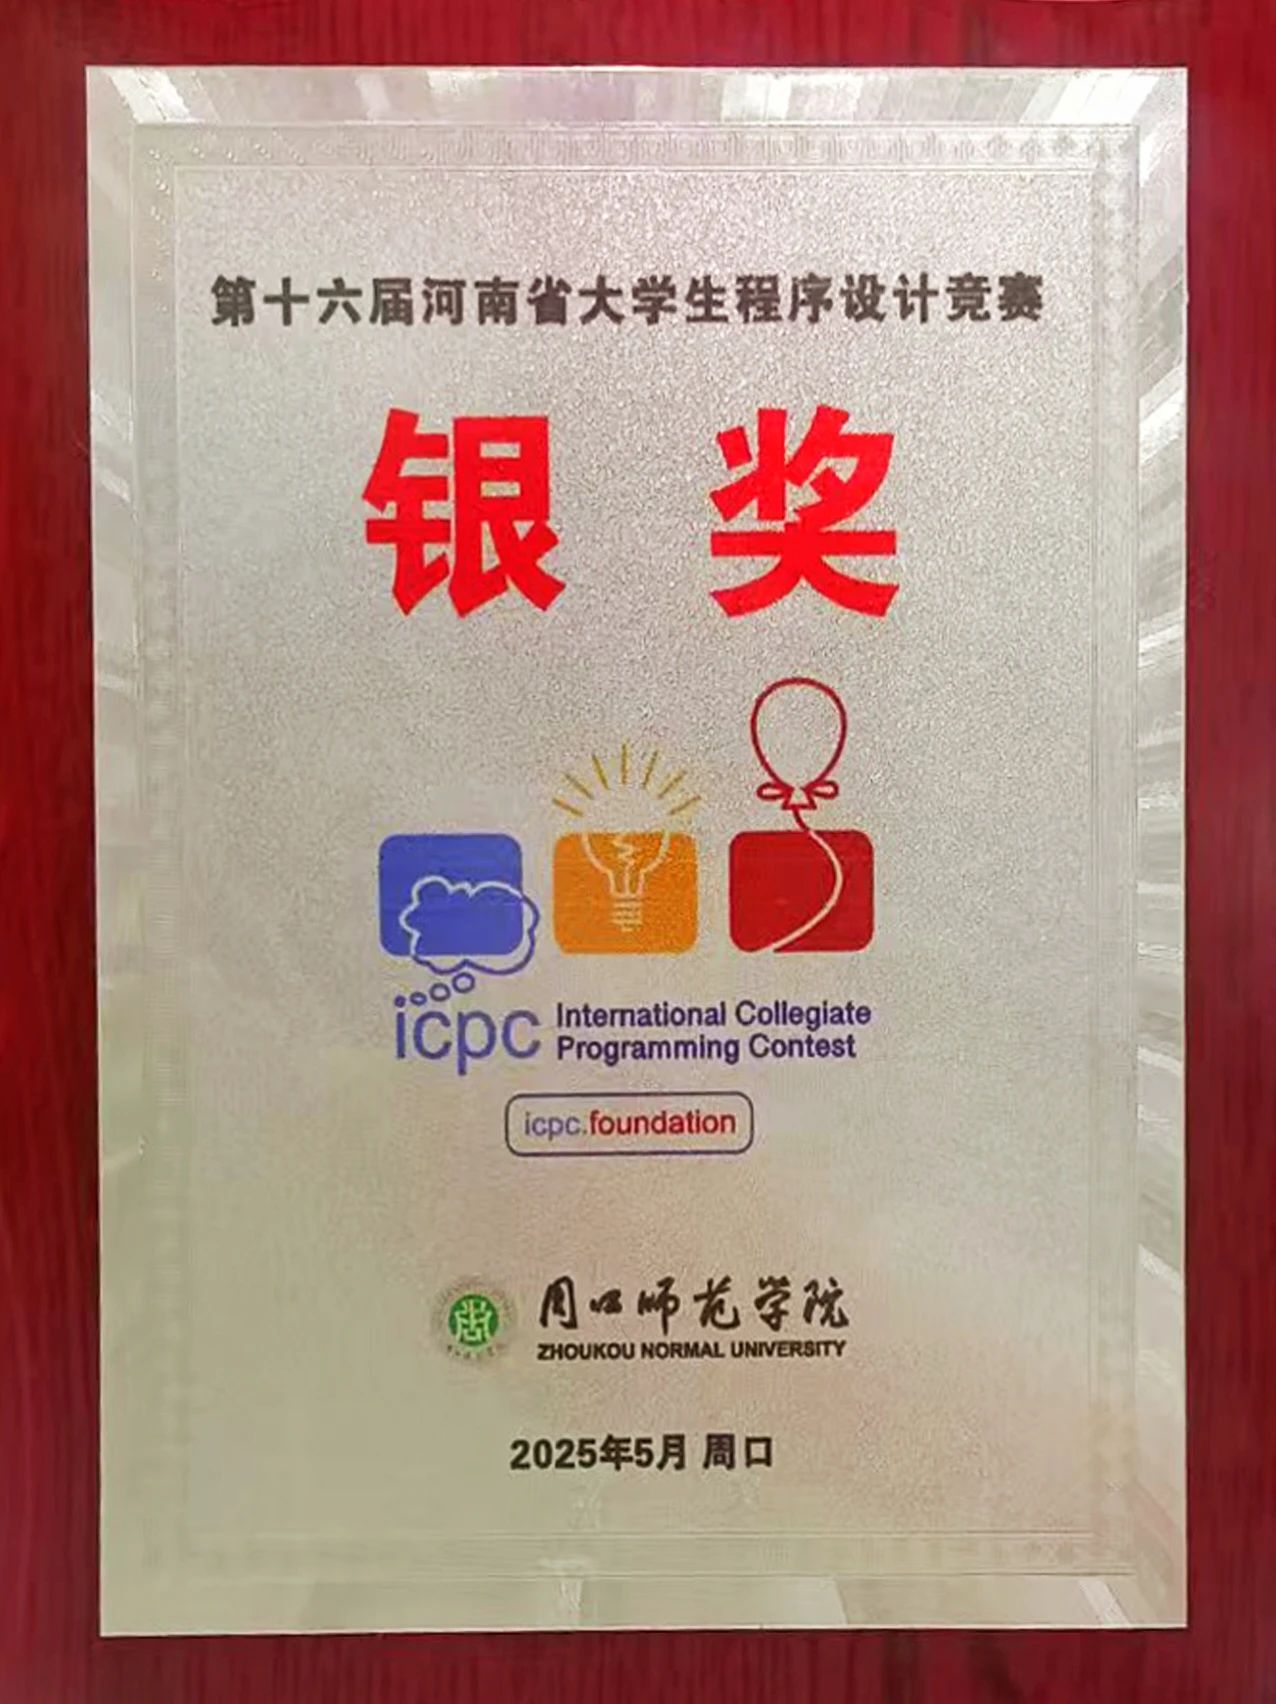 第十六届河南省大学生程序设计竞赛
银 奖
icpc International Collegiate
Programming Contest
icpc.foundation
周口师范学院
ZHOUKOU NORMAL UNIVERSITY
2025年5月 周口